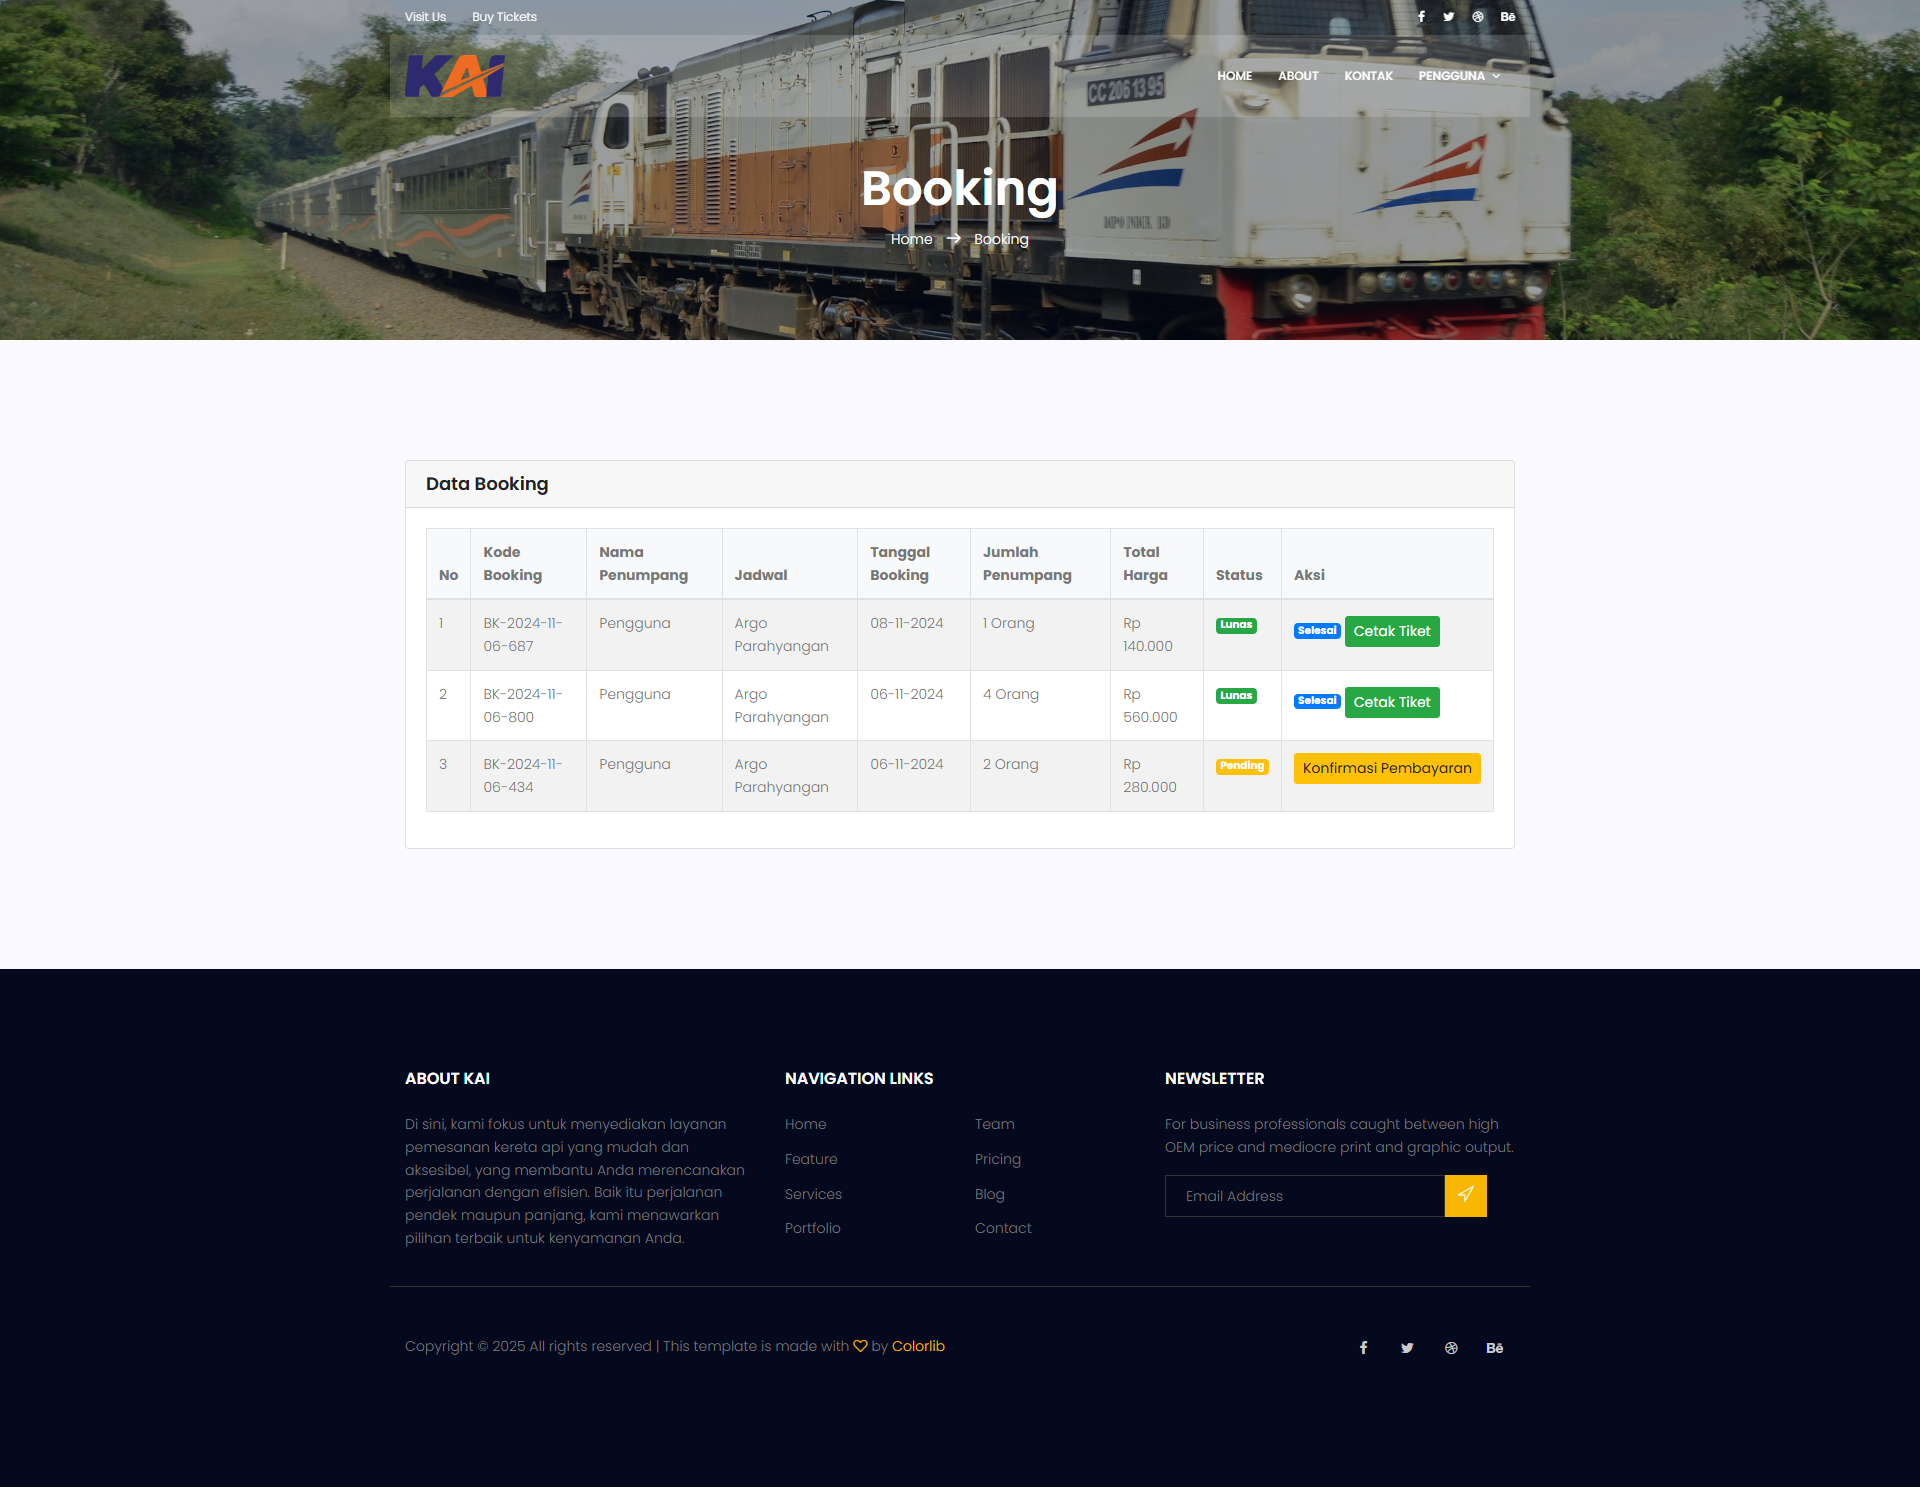 Visit Us Buy Tickets
KAI
HOME ABOUT KONTAK PENGGUNA
CC 206 13 95
Booking
Home → Booking
Data Booking
No Kode Booking Nama Penumpang Jadwal Tanggal Booking Jumlah Penumpang Total Harga Status Aksi
1 BK-2024-11-06-687 Pengguna Argo Parahyangan 08-11-2024 1 Orang Rp 140.000 Lunas Selesai Cetak Tiket
2 BK-2024-11-06-800 Pengguna Argo Parahyangan 06-11-2024 4 Orang Rp 560.000 Lunas Selesai Cetak Tiket
3 BK-2024-11-06-434 Pengguna Argo Parahyangan 06-11-2024 2 Orang Rp 280.000 Pending Konfirmasi Pembayaran
ABOUT KAI
Di sini, kami fokus untuk menyediakan layanan
pemesanan kereta api yang mudah dan
aksesibel, yang membantu Anda merencanakan
perjalanan dengan efisien. Baik itu perjalanan
pendek maupun panjang, kami menawarkan
pilihan terbaik untuk kenyamanan Anda.
NAVIGATION LINKS
Home Team
Feature Pricing
Services Blog
Portfolio Contact
NEWSLETTER
For business professionals caught between high
OEM price and mediocre print and graphic output.
Email Address
Copyright © 2025 All rights reserved | This template is made with ♡ by Colorlib